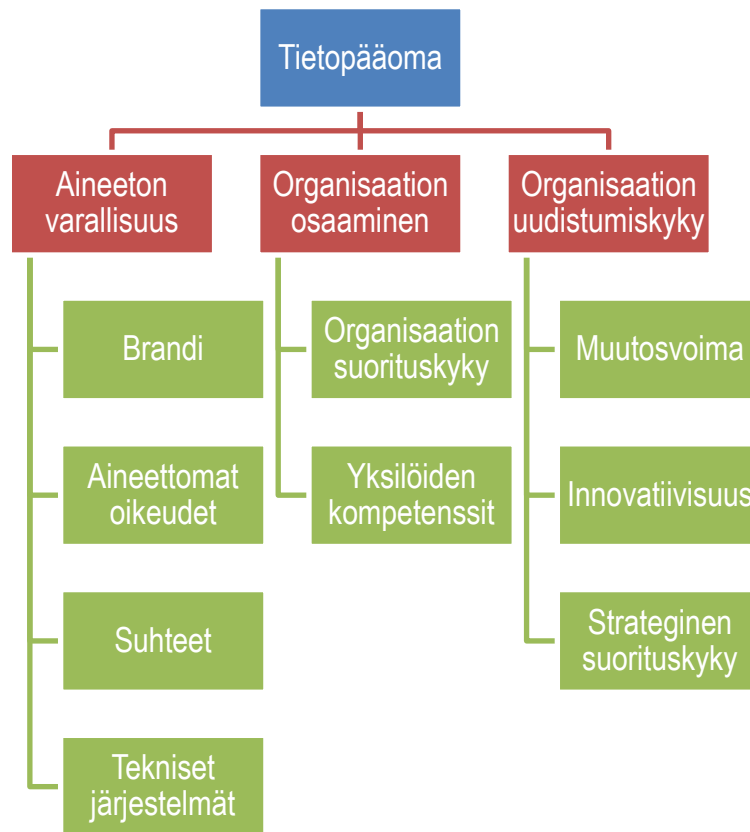 Tietopääoma
Aineeton
varallisuus
Organisaation
osaaminen
Organisaation
uudistumiskyky
Brandi
Aineettomat
oikeudet
Suhteet
Tekniset
järjestelmät
Organisaation
suorituskyky
Yksilöiden
kompetenssit
Muutosvoima
Innovatiivisuus
Strateginen
suorituskyky